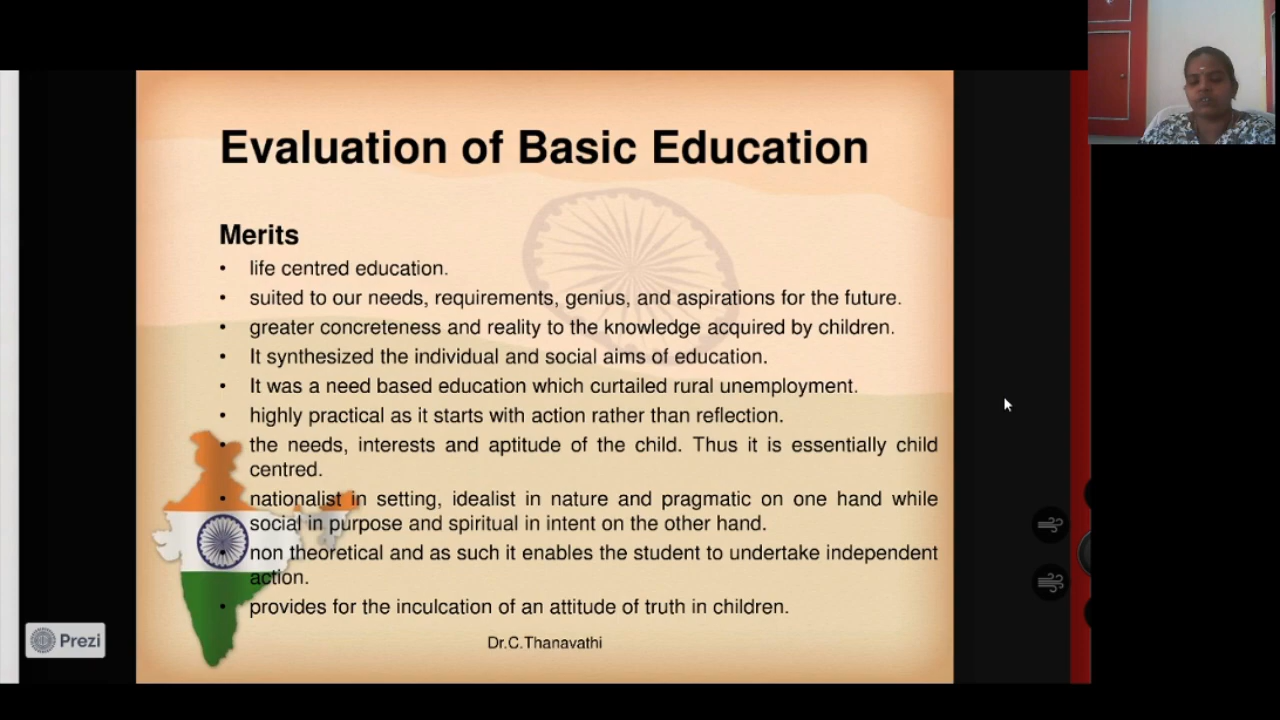 Evaluation of Basic Education
Merits
• life centred education.
• suited to our needs, requirements, genius, and aspirations for the future.
• greater concreteness and reality to the knowledge acquired by children.
• It synthesized the individual and social aims of education.
• It was a need based education which curtailed rural unemployment.
• highly practical as it starts with action rather than reflection.
• the needs, interests and aptitude of the child. Thus it is essentially child
centred.
• nationalist in setting, idealist in nature and pragmatic on one hand while
social in purpose and spiritual in intent on the other hand.
• non theoretical and as such it enables the student to undertake independent
action.
• provides for the inculcation of an attitude of truth in children.
Dr.C.Thanavathi
Prezi